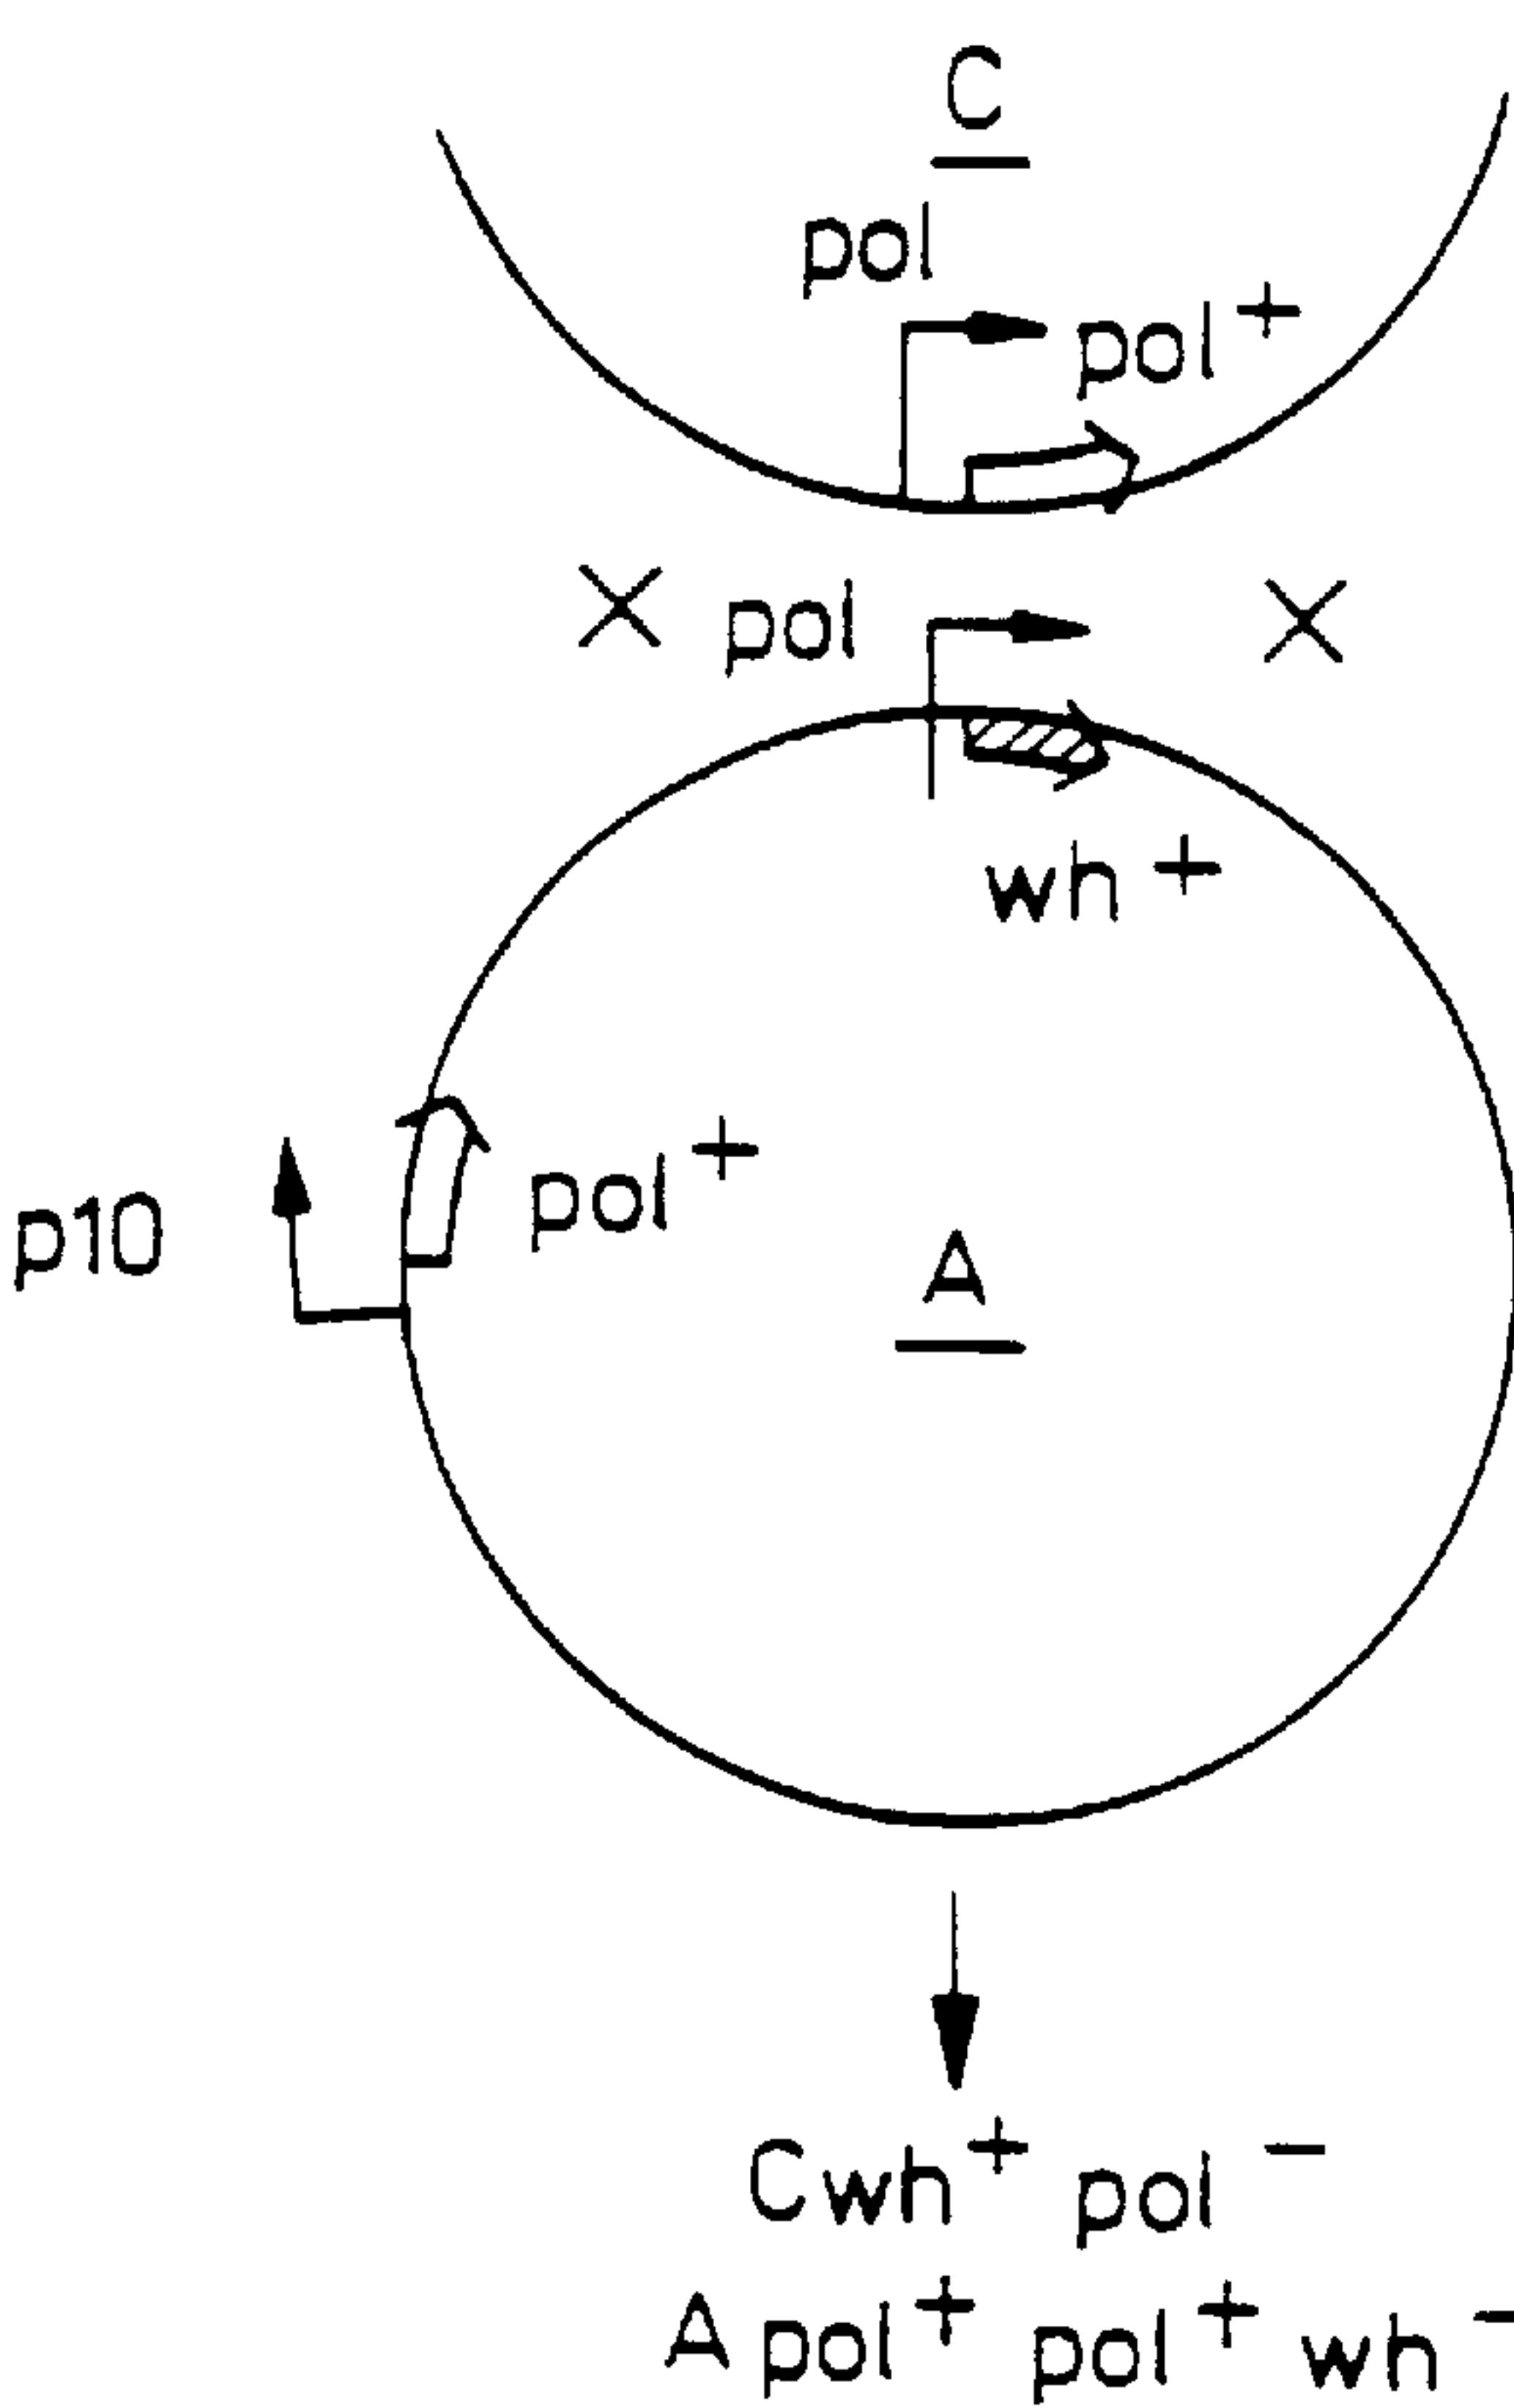 C
pol
pol⁺
X pol X
wh⁺
pol⁺
p10
A
Cwh⁺ pol⁻
A pol⁺ pol⁺ wh⁻